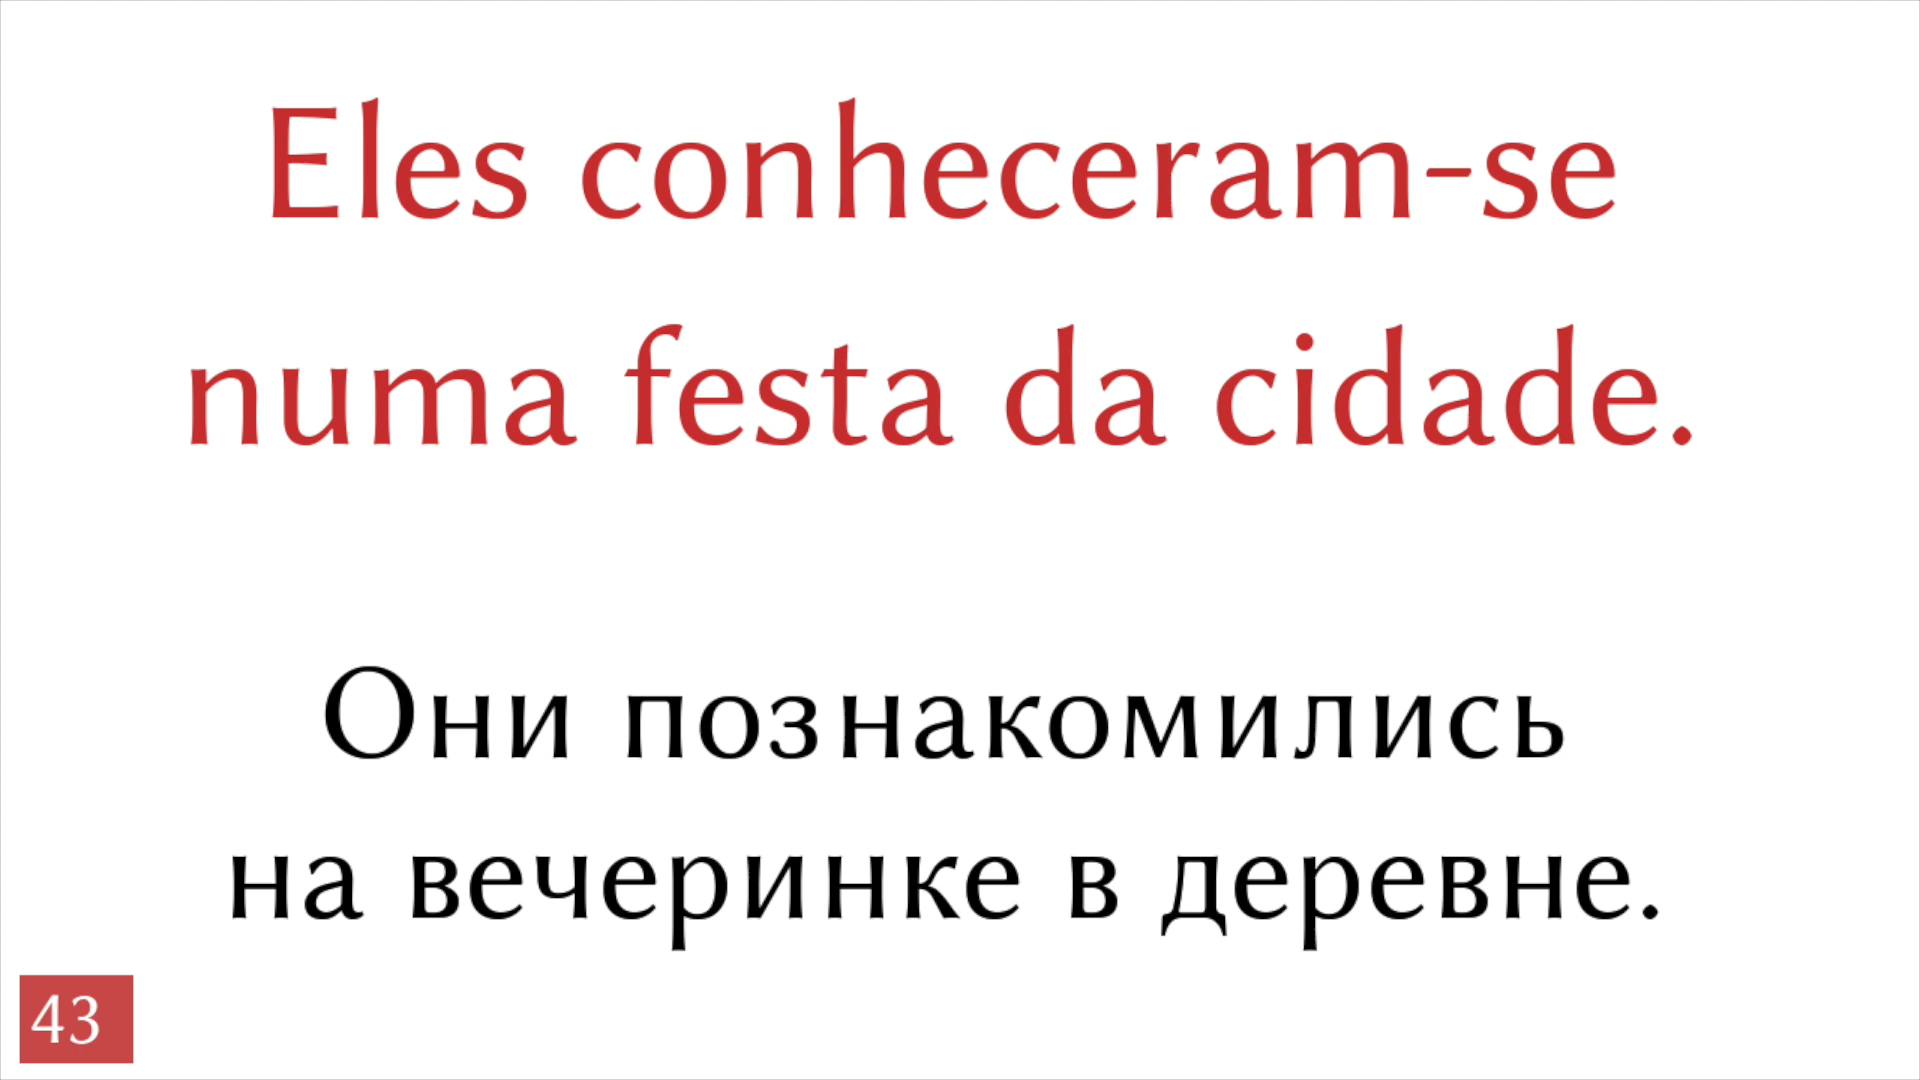 Eles conheceram-se
numa festa da cidade.
Они познакомились
на вечеринке в деревне.
43